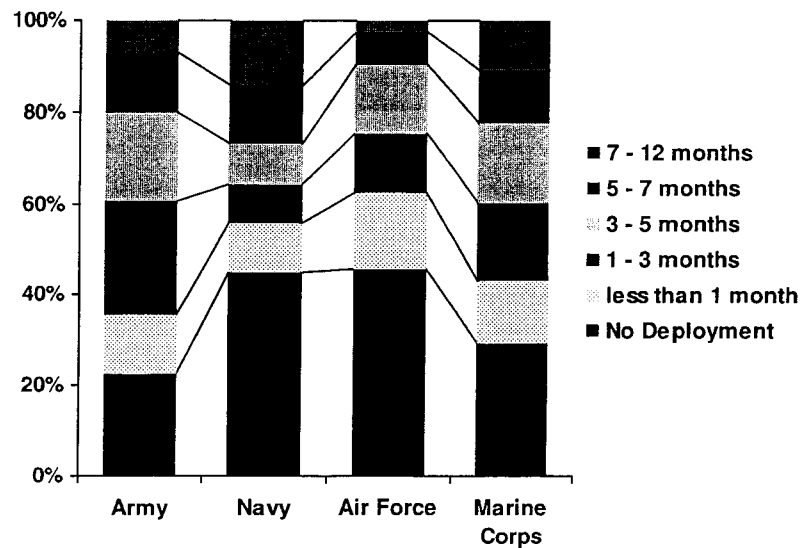 100%
80%
60%
40%
20%
0%
Army
Navy
Air Force
Marine
Corps
7 - 12 months
5 - 7 months
3 - 5 months
1 - 3 months
less than 1 month
No Deployment